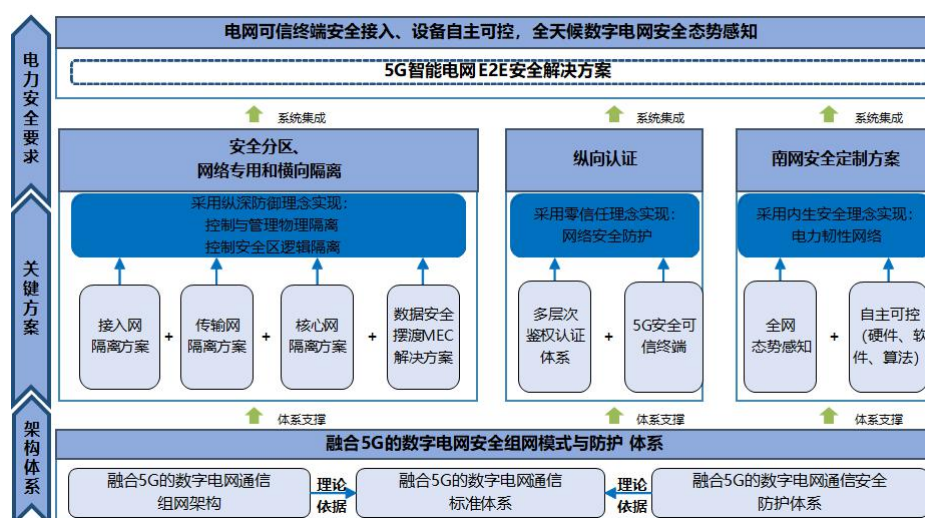 电力安全要求
电网可信终端安全接入、设备自主可控，全天候数字电网安全态势感知
5G智能电网E2E安全解决方案
系统集成
系统集成
系统集成
安全分区、
网络专用和横向隔离
纵向认证
南网安全定制方案
关键方案
采用纵深防御理念实现：
控制与管理物理隔离
控制安全区逻辑隔离
采用零信任理念实现：
网络安全防护
采用内生安全理念实现：
电力韧性网络
接入网
隔离方案
+
传输网
隔离方案
+
核心网
隔离方案
+
数据安全
摆渡MEC
解决方案
多层次
鉴权认证
体系
+
5G安全可
信终端
全网
态势感知
+
自主可控
（硬件、软
件、算法）
体系支撑
体系支撑
体系支撑
架构体系
融合5G的数字电网安全组网模式与防护 体系
融合5G的数字电网通信
组网架构
理论
依据
融合5G的数字电网通信
标准体系
理论
依据
融合5G的数字电网通信安全
防护体系